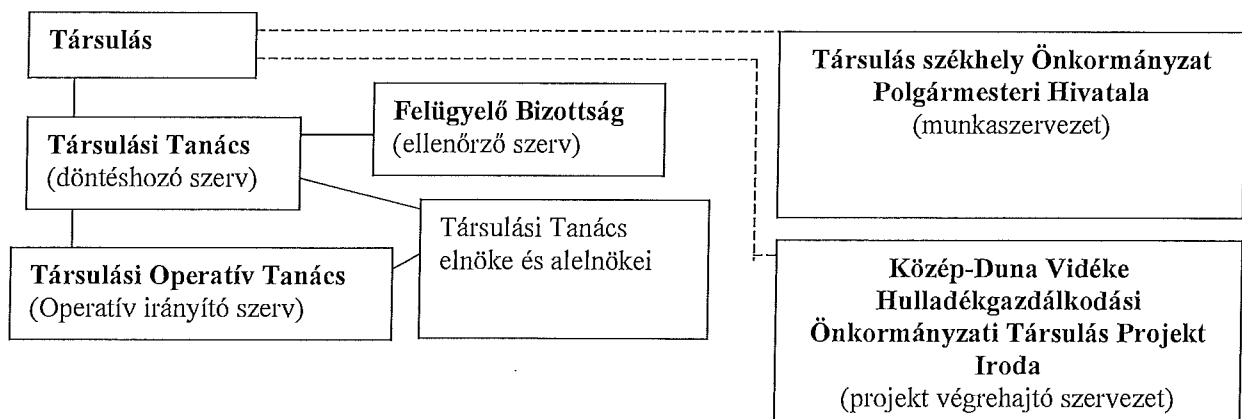 Társulás
Társulási Tanács
(döntéshozó szerv)
Felügyelő Bizottság
(ellenőrző szerv)
Társulási Tanács
elnöke és alelnökei
Társulási Operatív Tanács
(Operatív irányító szerv)
Társulás székhely Önkormányzat
Polgármesteri Hivatala
(munkaszervezet)
Közép-Duna Vidéke
Hulladékgazdálkodási
Önkormányzati Társulás Projekt
Iroda
(projekt végrehajtó szervezet)